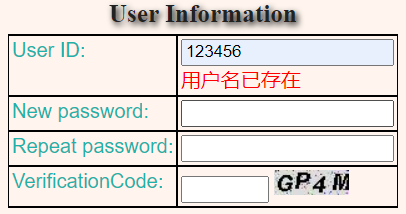 User Information
User ID: 123456
用户名已存在
New password:
Repeat password:
VerificationCode: GP4M